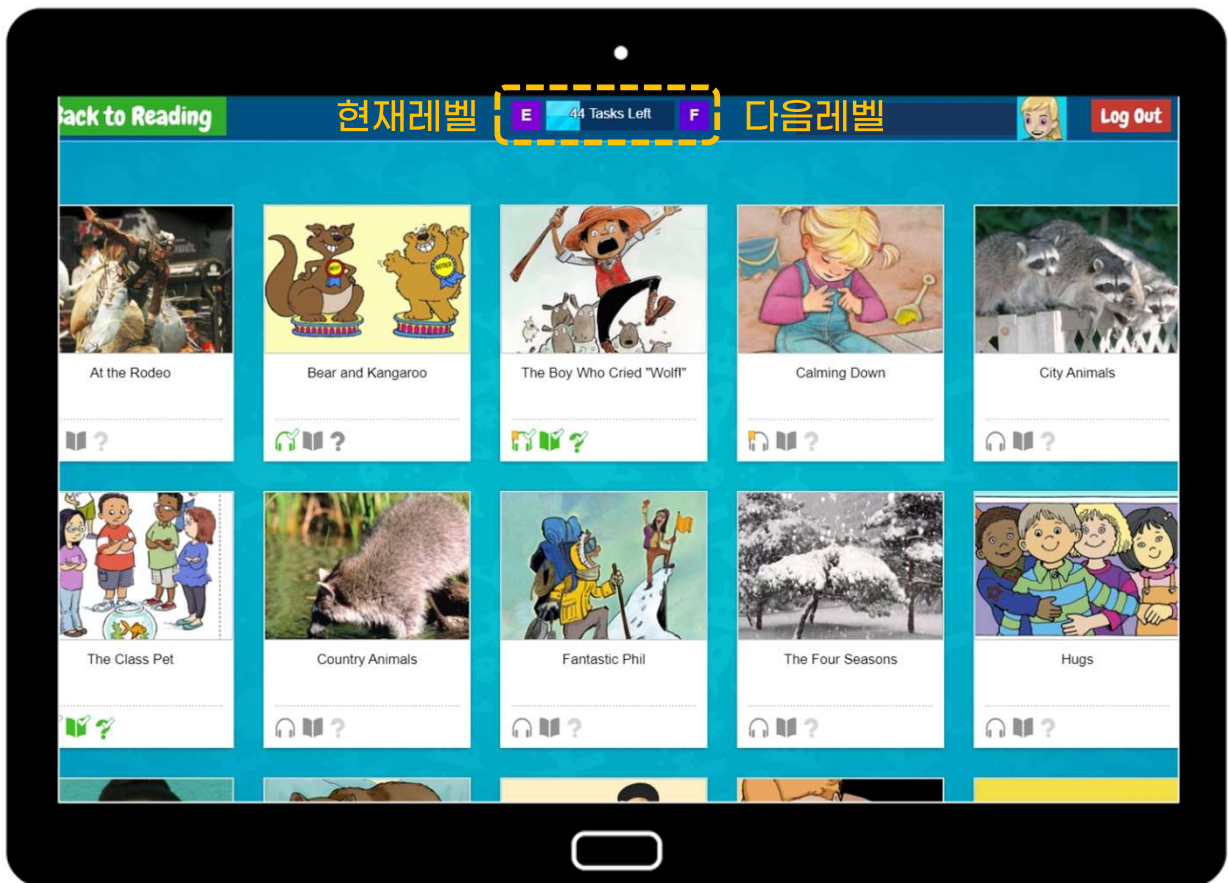 Back to Reading
현재레벨
E
44 Tasks Left
F
다음레벨
Log Out
At the Rodeo
Bear and Kangaroo
The Boy Who Cried "Wolf!"
Calming Down
City Animals
The Class Pet
Country Animals
Fantastic Phil
The Four Seasons
Hugs